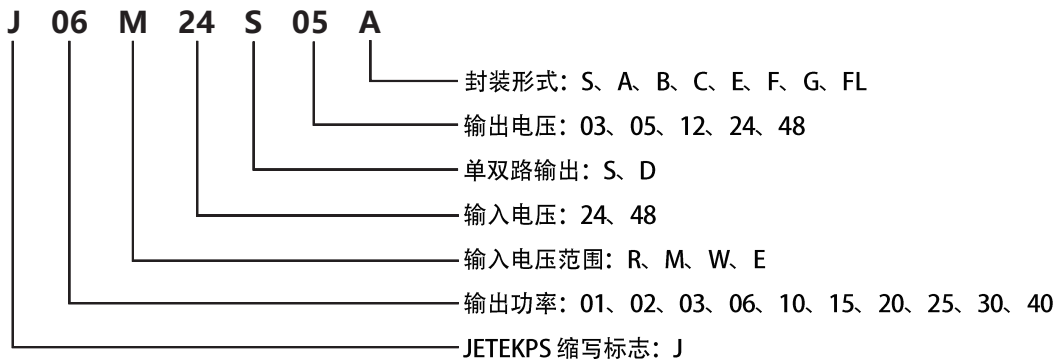 J 06 M 24 S 05 A
封装形式：S、A、B、C、E、F、G、FL
输出电压：03、05、12、24、48
单双路输出：S、D
输入电压：24、48
输入电压范围：R、M、W、E
输出功率：01、02、03、06、10、15、20、25、30、40
JETEKPS 缩写标志：J